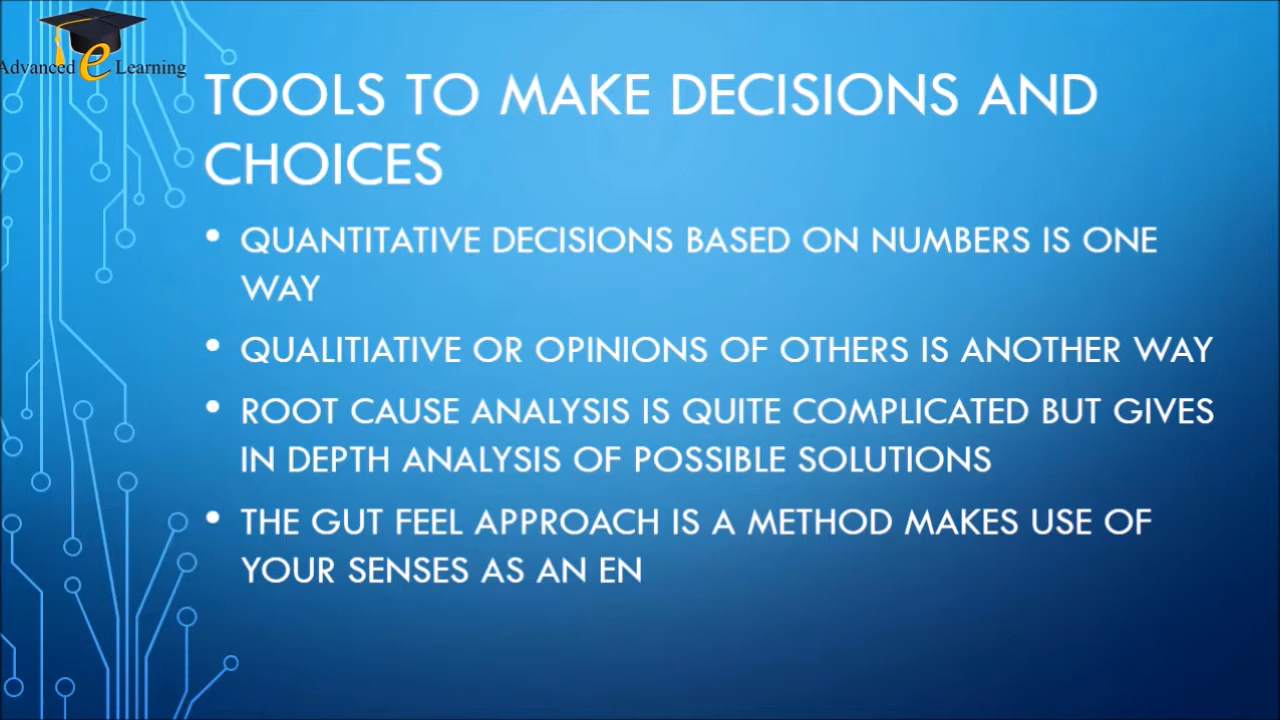 Advanced e Learning
TOOLS TO MAKE DECISIONS AND
CHOICES
• QUANTITATIVE DECISIONS BASED ON NUMBERS IS ONE
WAY
• QUALITIATIVE OR OPINIONS OF OTHERS IS ANOTHER WAY
• ROOT CAUSE ANALYSIS IS QUITE COMPLICATED BUT GIVES
IN DEPTH ANALYSIS OF POSSIBLE SOLUTIONS
• THE GUT FEEL APPROACH IS A METHOD MAKES USE OF
YOUR SENSES AS AN EN